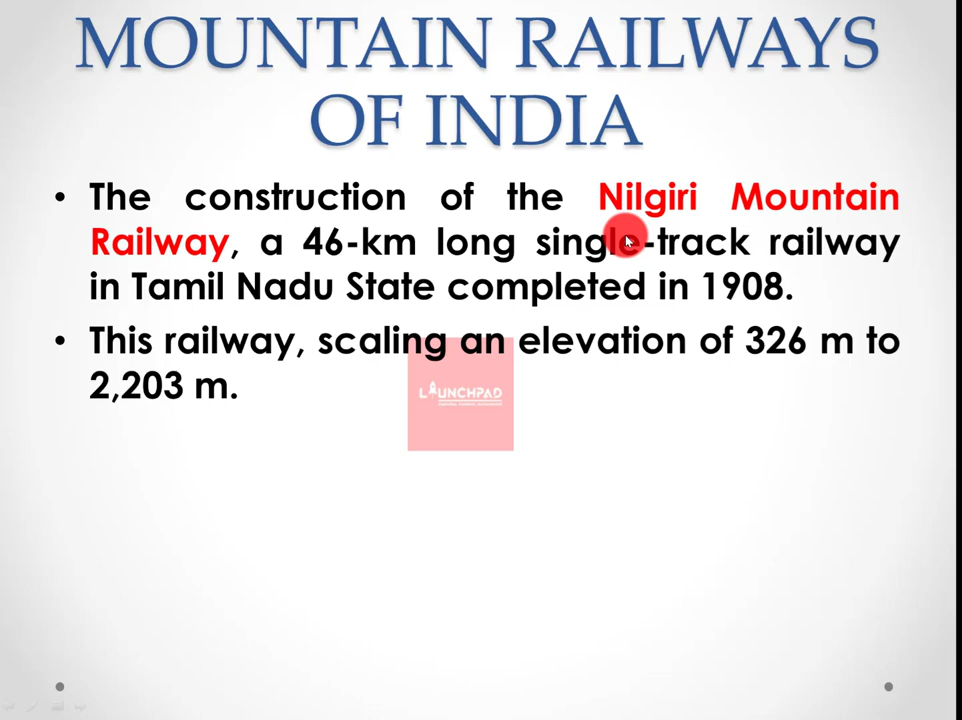 MOUNTAIN RAILWAYS
OF INDIA
• The construction of the Nilgiri Mountain
Railway, a 46-km long single-track railway
in Tamil Nadu State completed in 1908.
• This railway, scaling an elevation of 326 m to
2,203 m.
LAUNCHPAD